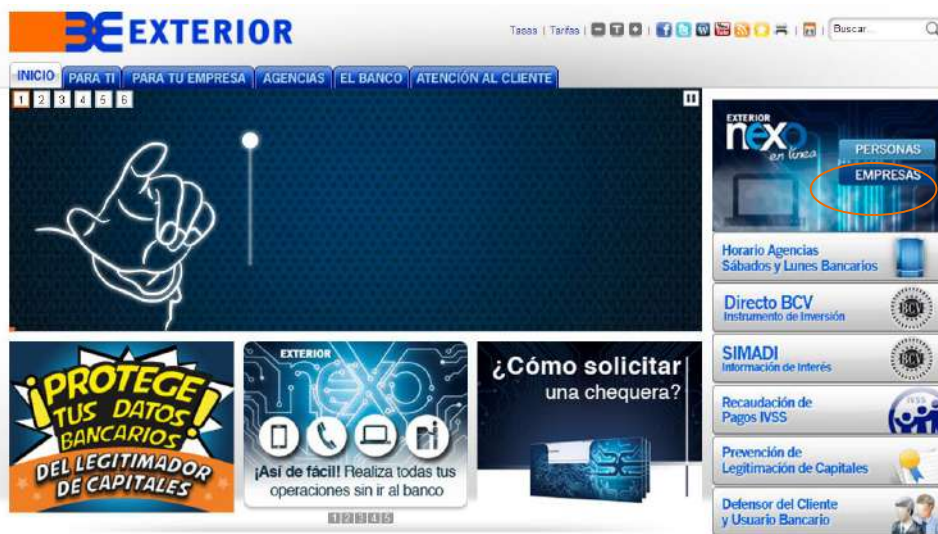 EXTERIOR
Tasas | Tarifas | - T + | | | Buscar...
INICIO PARA TI PARA TU EMPRESA AGENCIAS EL BANCO ATENCIÓN AL CLIENTE
1 2 3 4 5 6
EXTERIOR
nexo
en línea
PERSONAS
EMPRESAS
Horario Agencias
Sábados y Lunes Bancarios
Directo BCV
Instrumento de Inversión
BCV
SIMADI
Información de Interés
BCV
Recaudación de
Pagos IVSS
IVSS
Prevención de
Legitimación de Capitales
Defensor del Cliente
y Usuario Bancario
¡PROTEGE
TUS DATOS
BANCARIOS!
DEL LEGITIMADOR
DE CAPITALES
EXTERIOR
nexo
¡Así de fácil! Realiza todas tus
operaciones sin ir al banco
1 2 3 4 5
¿Cómo solicitar
una chequera?